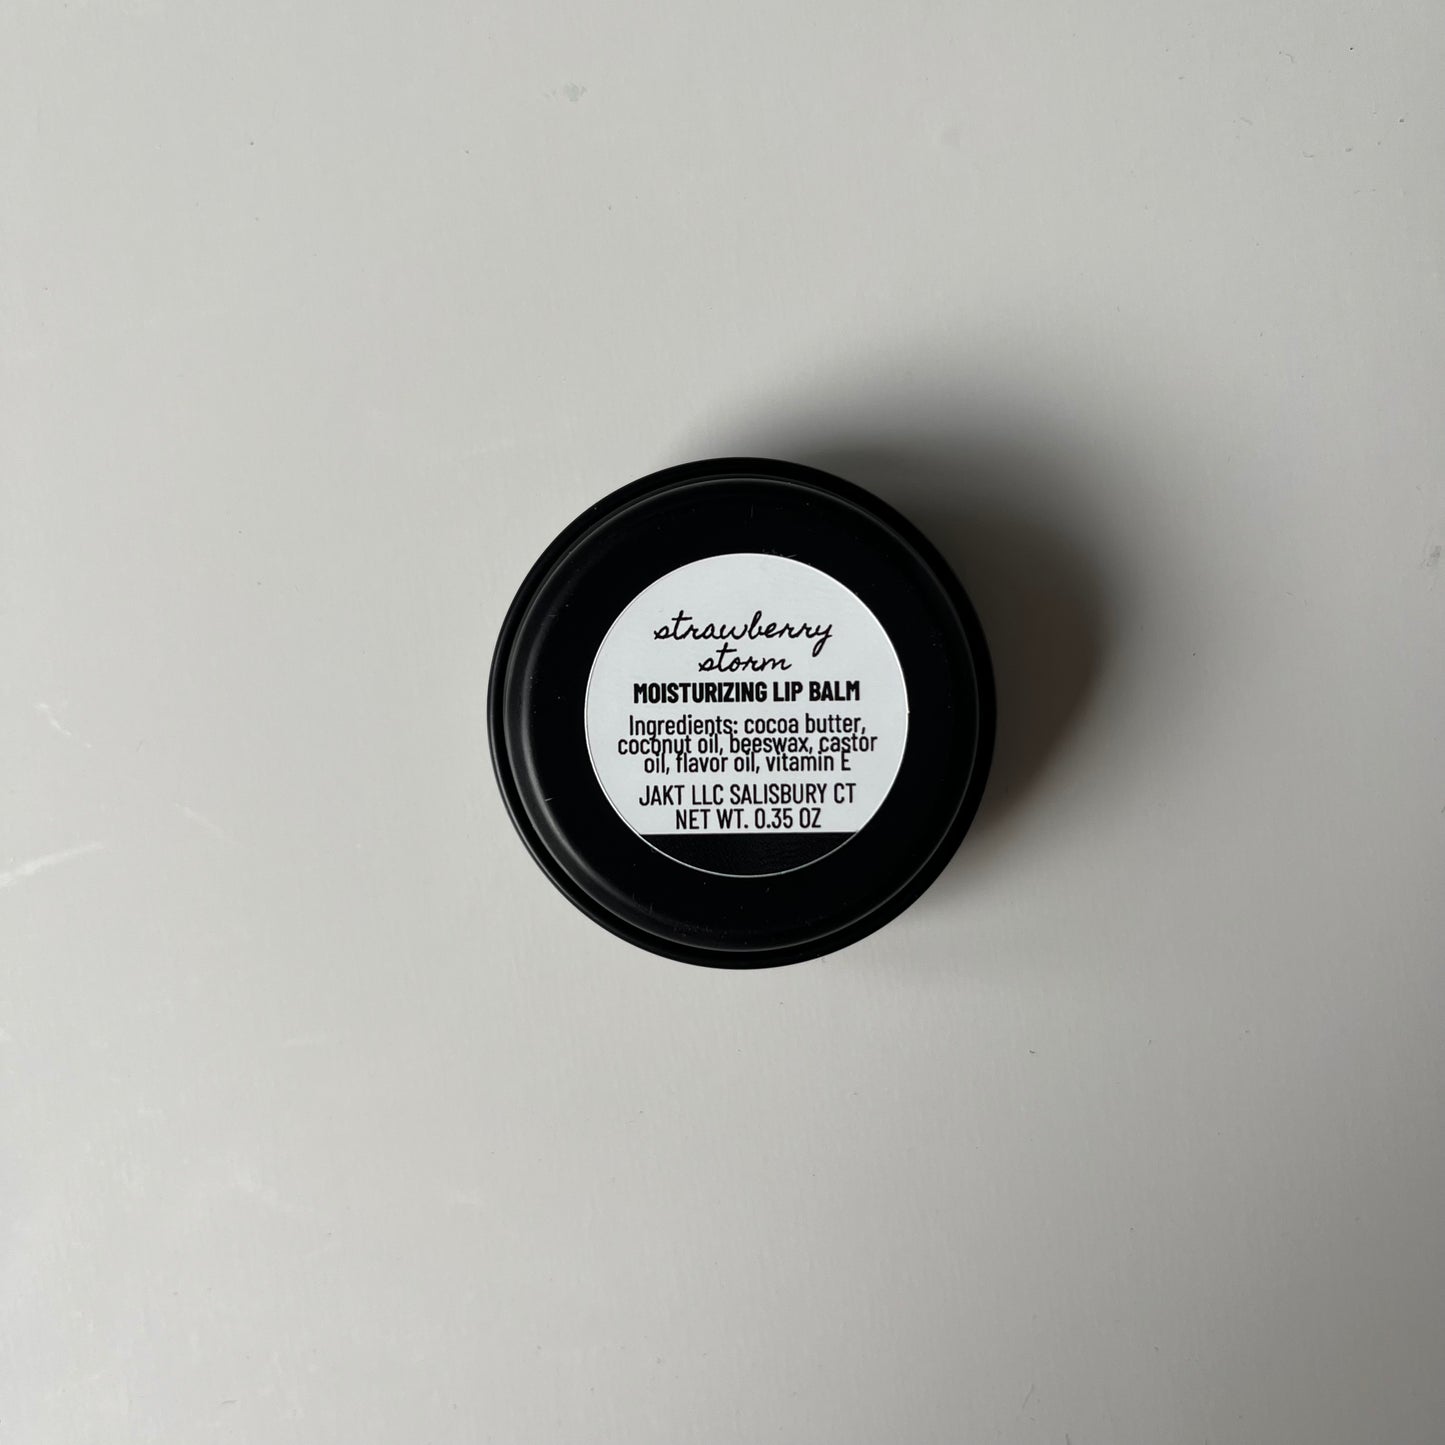 strawberry
storm
MOISTURIZING LIP BALM
Ingredients: cocoa butter,
coconut oil, beeswax, castor
oil, flavor oil, vitamin E
JAKT LLC SALISBURY CT
NET WT. 0.35 OZ